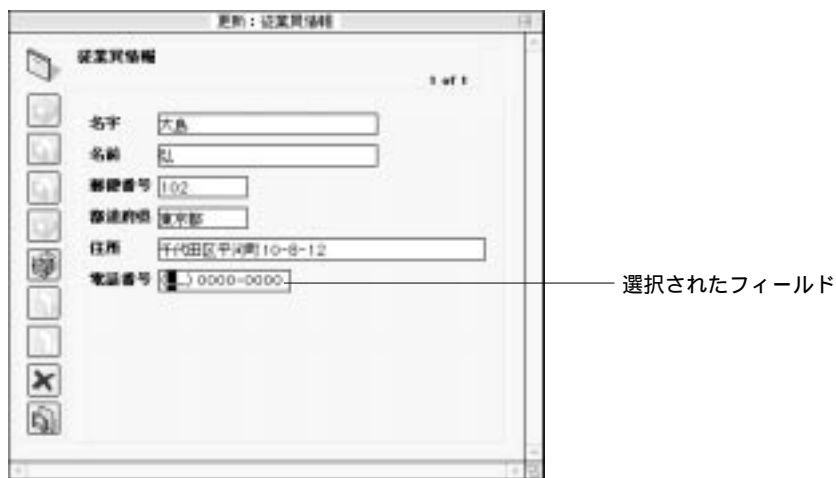 更新：従業員情報
従業員情報
1 of 1
名字 大島
名前 弘
郵便番号 102
都道府県 東京都
住所 千代田区平河町10-8-12
電話番号 ( ) 0000-0000
選択されたフィールド